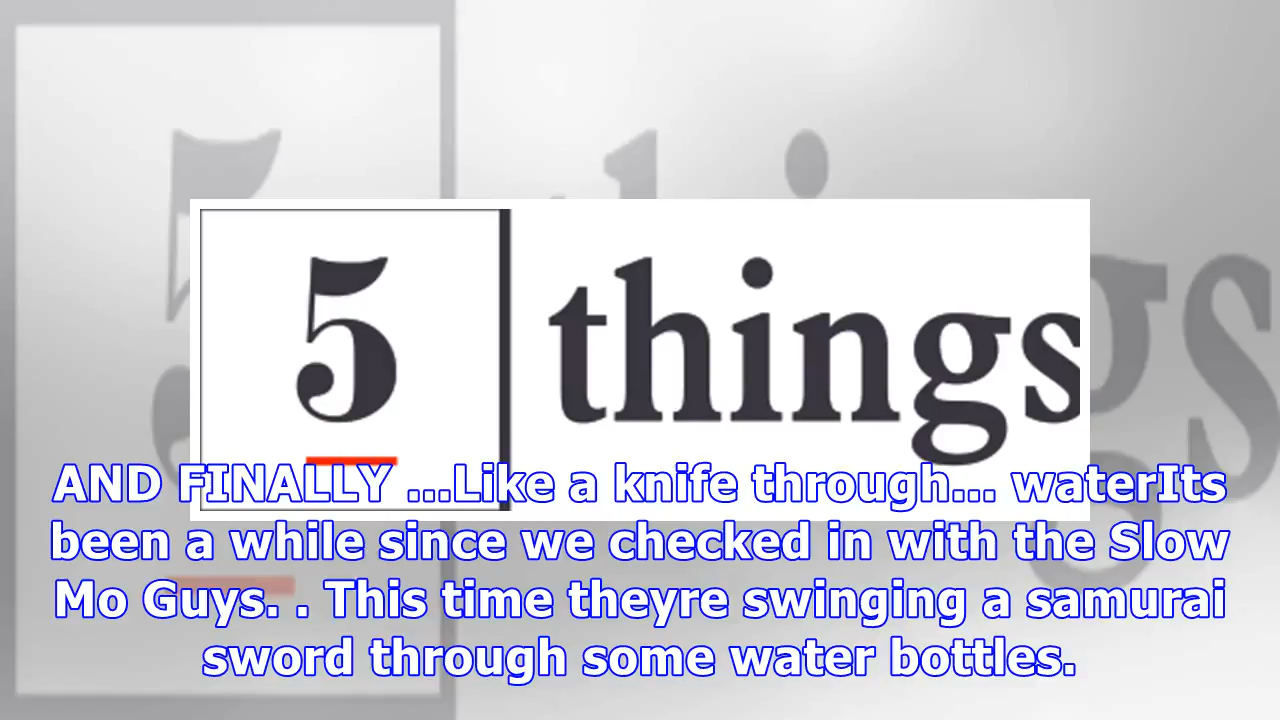 5 things
AND FINALLY ...Like a knife through... waterIts
been a while since we checked in with the Slow
Mo Guys. . This time theyre swinging a samurai
sword through some water bottles.